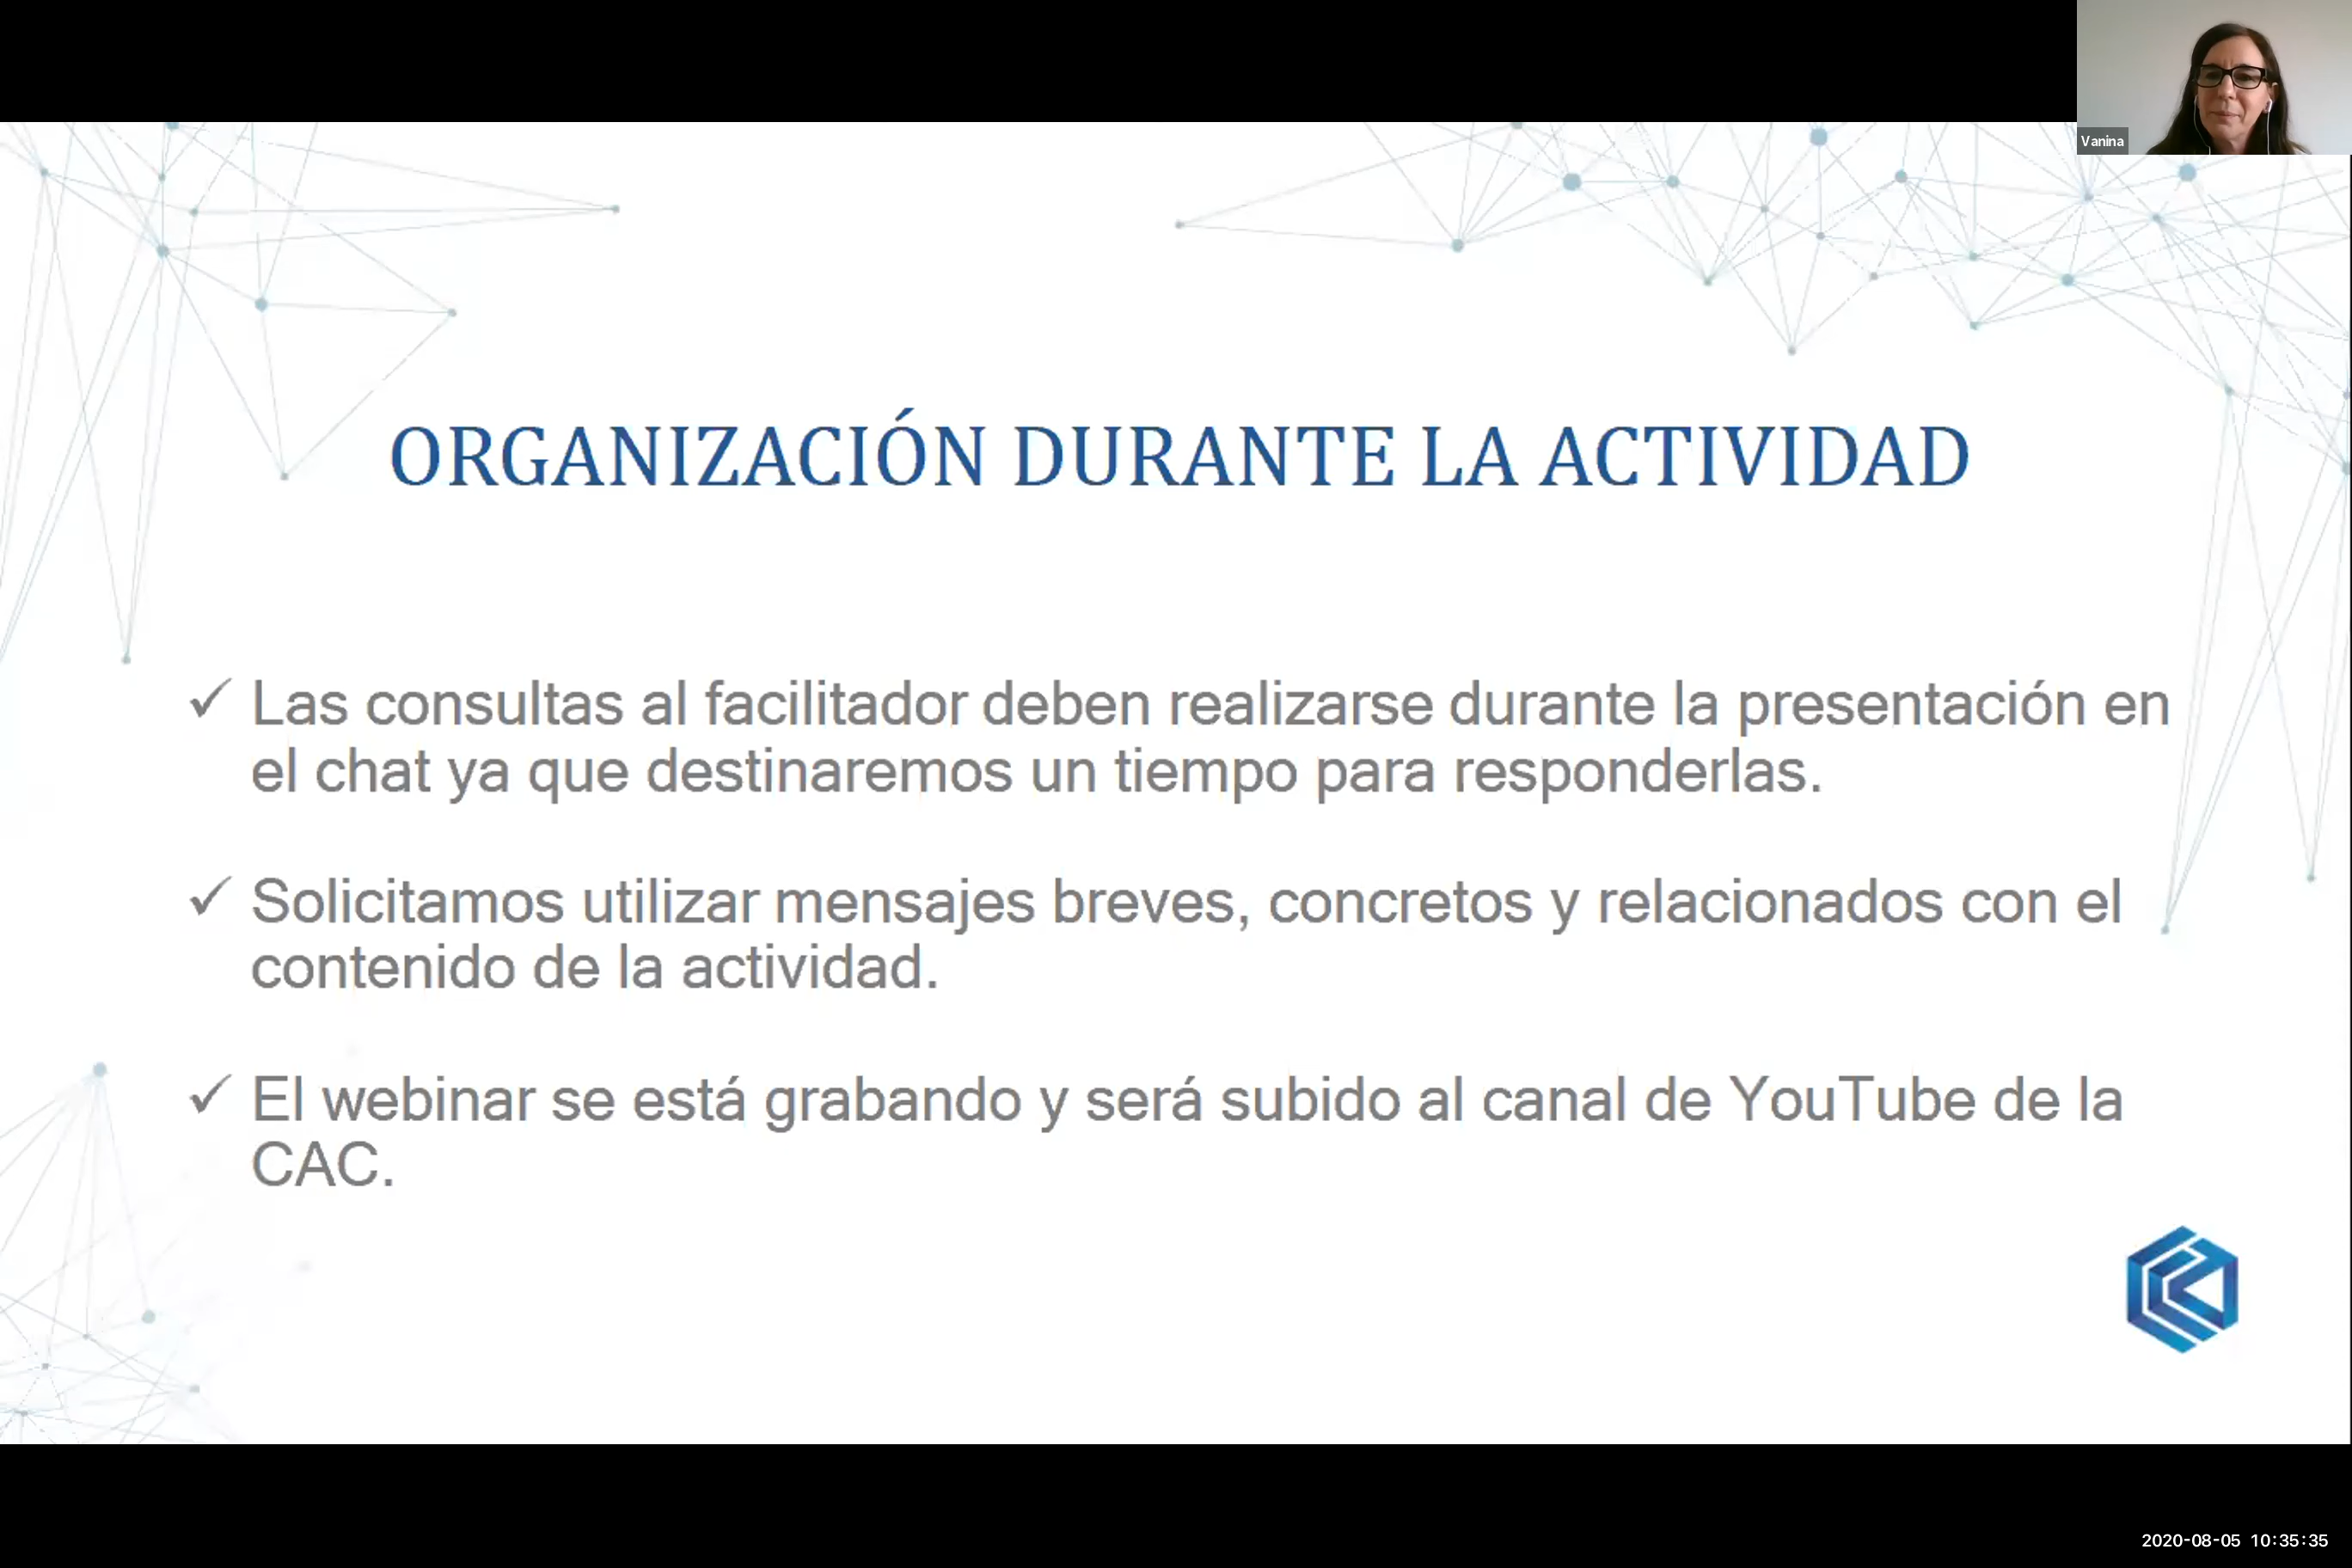 Vanina
ORGANIZACIÓN DURANTE LA ACTIVIDAD
✓ Las consultas al facilitador deben realizarse durante la presentación en
el chat ya que destinaremos un tiempo para responderlas.
✓ Solicitamos utilizar mensajes breves, concretos y relacionados con el
contenido de la actividad.
✓ El webinar se está grabando y será subido al canal de YouTube de la
CAC.
2020-08-05 10:35:35